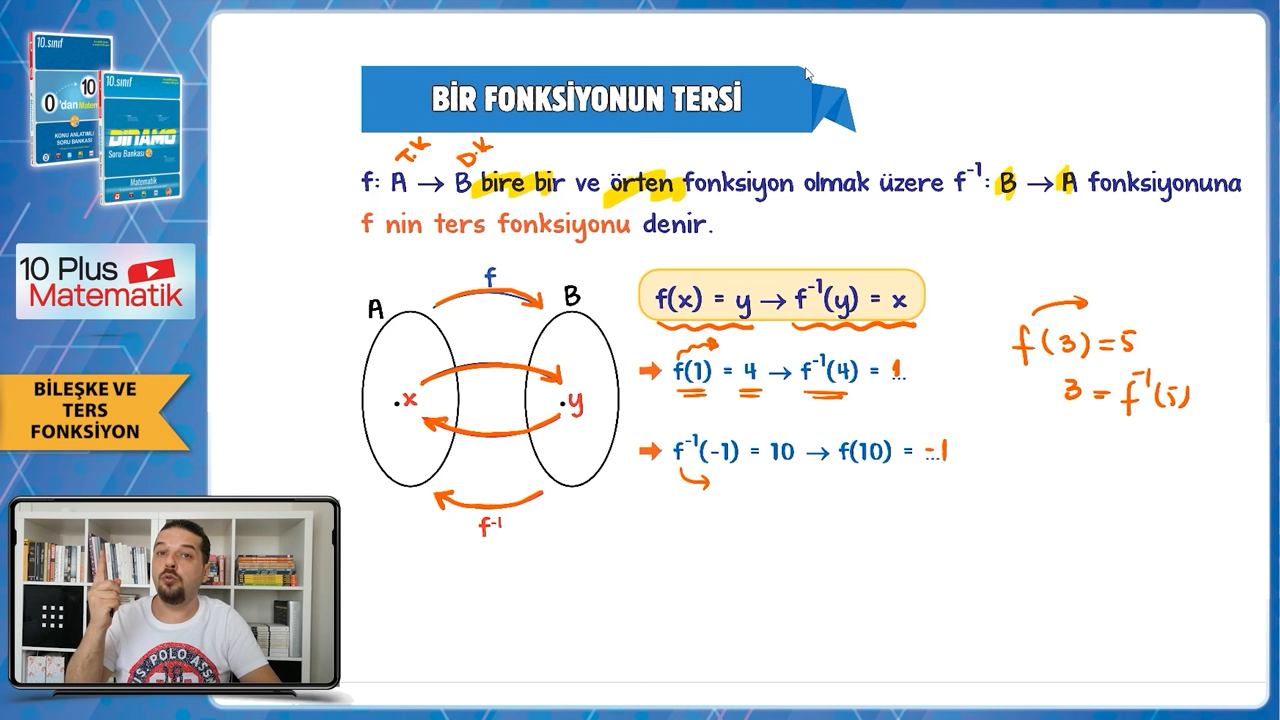 10.sınıf
0'dan 10
KONU ANLATIMLI
SORU BANKASI
10.sınıf
DİNAMO
Soru Bankası
Matematik
10 Plus
Matematik
BİLEŞKE VE
TERS
FONKSİYON
BİR FONKSİYONUN TERSİ
T.K D.K
f: A → B bire bir ve örten fonksiyon olmak üzere f⁻¹: B → A fonksiyonuna
f nin ters fonksiyonu denir.
f
A B
.x .y
f⁻¹
f(x) = y → f⁻¹(y) = x
f(1) = 4 → f⁻¹(4) = 1
f⁻¹(-1) = 10 → f(10) = -1
f(3) = 5
3 = f⁻¹(5)
U.S. POLO ASSN